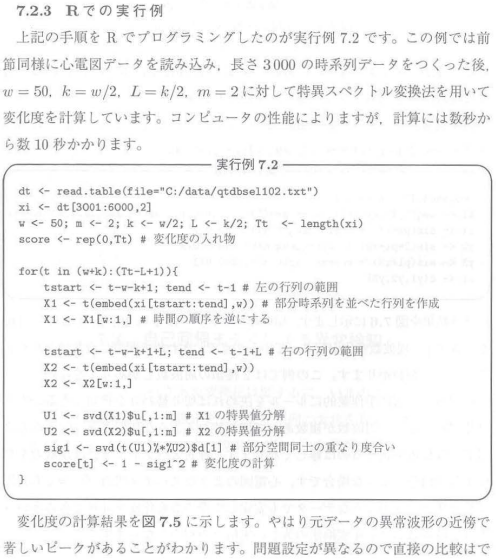 7.2.3 Rでの実行例
上記の手順を R でプログラミングしたのが実行例 7.2 です。この例では前
節同様に心電図データを読み込み，長さ 3000 の時系列データをつくった後，
w = 50，k = w/2，L = k/2，m = 2 に対して特異スペクトル変換法を用いて
変化度を計算しています。コンピュータの性能によりますが，計算には数秒か
ら数 10 秒かかります。
実行例 7.2
dt <- read.table(file="C:/data/qtdbsel102.txt")
xi <- dt[3001:6000,2]
w <- 50; m <- 2; k <- w/2; L <- k/2; Tt <- length(xi)
score <- rep(0,Tt) # 変化度の入れ物
for(t in (w+k):(Tt-L+1)){
tstart <- t-w-k+1; tend <- t-1 # 左の行列の範囲
X1 <- t(embed(xi[tstart:tend],w)) # 部分時系列を並べた行列を作成
X1 <- X1[w:1,] # 時間の順序を逆にする
tstart <- t-w-k+1+L; tend <- t-1+L # 右の行列の範囲
X2 <- t(embed(xi[tstart:tend],w))
X2 <- X2[w:1,]
U1 <- svd(X1)$u[,1:m] # X1 の特異値分解
U2 <- svd(X2)$u[,1:m] # X2 の特異値分解
sig1 <- svd(t(U1)%*%U2)$d[1] # 部分空間同士の重なり度合い
score[t] <- 1 - sig1^2 # 変化度の計算
}
変化度の計算結果を図 7.5 に示します。やはり元データの異常波形の近傍で
著しいピークがあることがわかります。問題設定が異なるので直接の比較はで